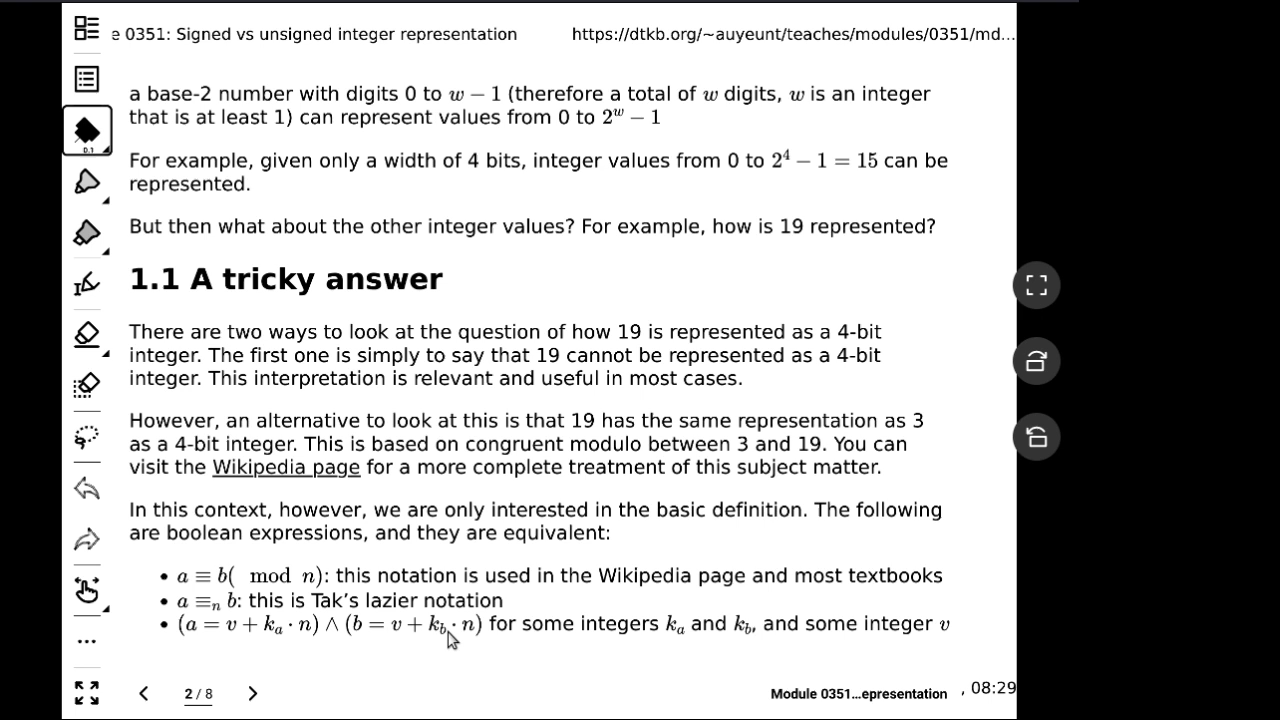 e 0351: Signed vs unsigned integer representation https://dtkb.org/~auyeunt/teaches/modules/0351/md...
a base-2 number with digits 0 to w − 1 (therefore a total of w digits, w is an integer
that is at least 1) can represent values from 0 to 2^w − 1
For example, given only a width of 4 bits, integer values from 0 to 2^4 − 1 = 15 can be
represented.
But then what about the other integer values? For example, how is 19 represented?
1.1 A tricky answer
There are two ways to look at the question of how 19 is represented as a 4-bit
integer. The first one is simply to say that 19 cannot be represented as a 4-bit
integer. This interpretation is relevant and useful in most cases.
However, an alternative to look at this is that 19 has the same representation as 3
as a 4-bit integer. This is based on congruent modulo between 3 and 19. You can
visit the Wikipedia page for a more complete treatment of this subject matter.
In this context, however, we are only interested in the basic definition. The following
are boolean expressions, and they are equivalent:
• a ≡ b( mod n): this notation is used in the Wikipedia page and most textbooks
• a ≡_n b: this is Tak's lazier notation
• (a = v + k_a · n) ∧ (b = v + k_b · n) for some integers k_a and k_b, and some integer v
0.1
2 / 8
Module 0351...epresentation , 08:29